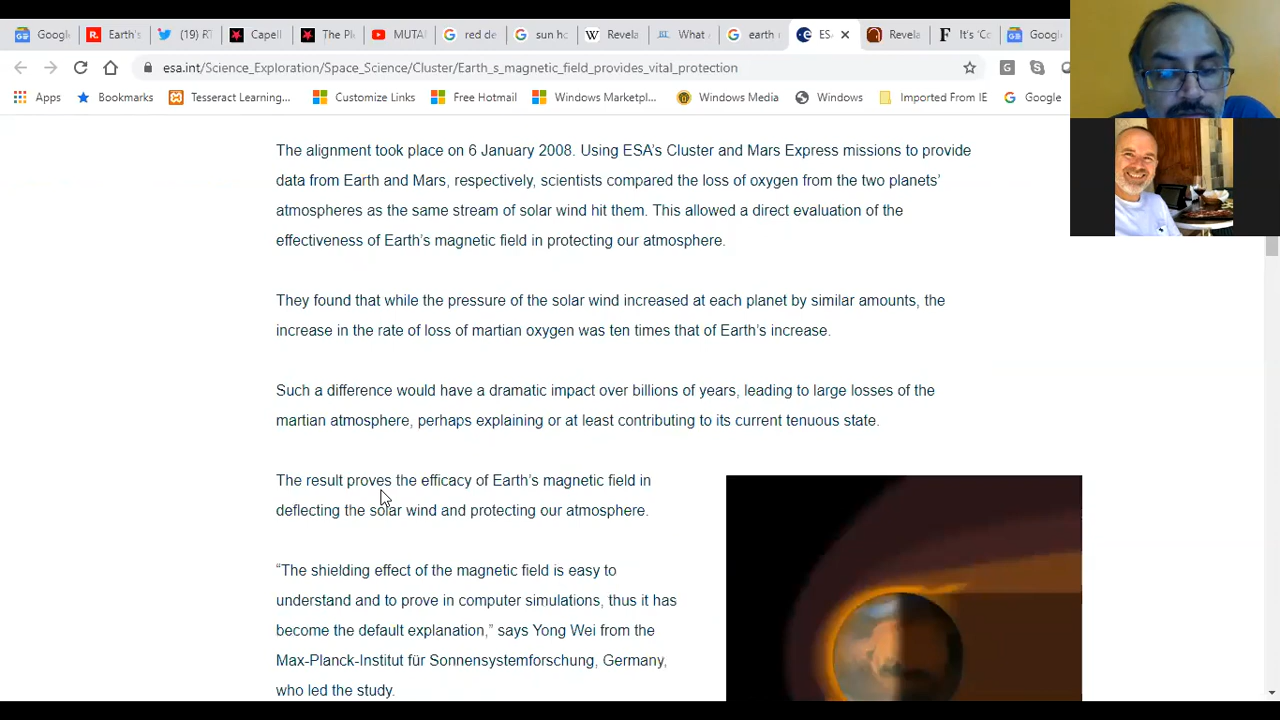 Googl
Earth's
(19) RT
Capell
The Pl
MUTA
red de
sun ho
Revela
What
earth
ES
Revela
It's 'Co
Googl
esa.int/Science_Exploration/Space_Science/Cluster/Earth_s_magnetic_field_provides_vital_protection
Apps
Bookmarks
Tesseract Learning...
Customize Links
Free Hotmail
Windows Marketpl...
Windows Media
Windows
Imported From IE
Google
The alignment took place on 6 January 2008. Using ESA's Cluster and Mars Express missions to provide
data from Earth and Mars, respectively, scientists compared the loss of oxygen from the two planets'
atmospheres as the same stream of solar wind hit them. This allowed a direct evaluation of the
effectiveness of Earth's magnetic field in protecting our atmosphere.
They found that while the pressure of the solar wind increased at each planet by similar amounts, the
increase in the rate of loss of martian oxygen was ten times that of Earth's increase.
Such a difference would have a dramatic impact over billions of years, leading to large losses of the
martian atmosphere, perhaps explaining or at least contributing to its current tenuous state.
The result proves the efficacy of Earth's magnetic field in
deflecting the solar wind and protecting our atmosphere.
“The shielding effect of the magnetic field is easy to
understand and to prove in computer simulations, thus it has
become the default explanation,” says Yong Wei from the
Max-Planck-Institut für Sonnensystemforschung, Germany,
who led the study.